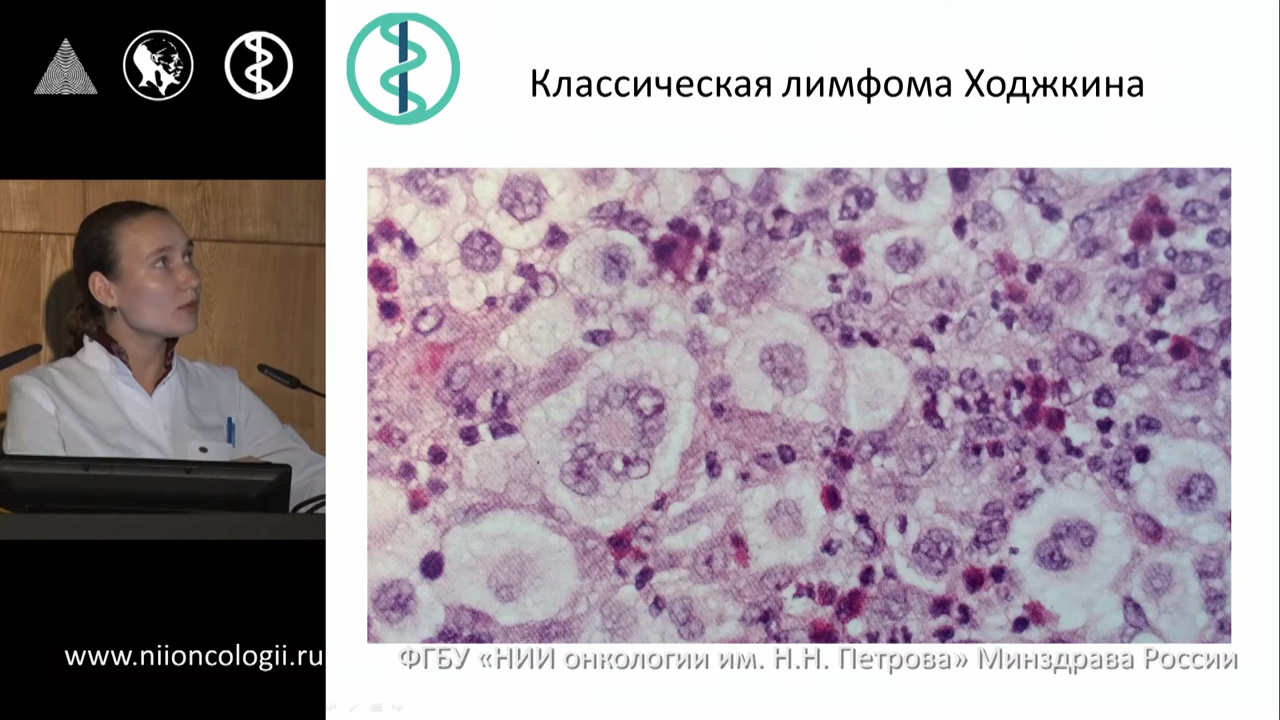 Классическая лимфома Ходжкина
www.niioncologii.ru
ФГБУ «НИИ онкологии им. Н.Н. Петрова» Минздрава России